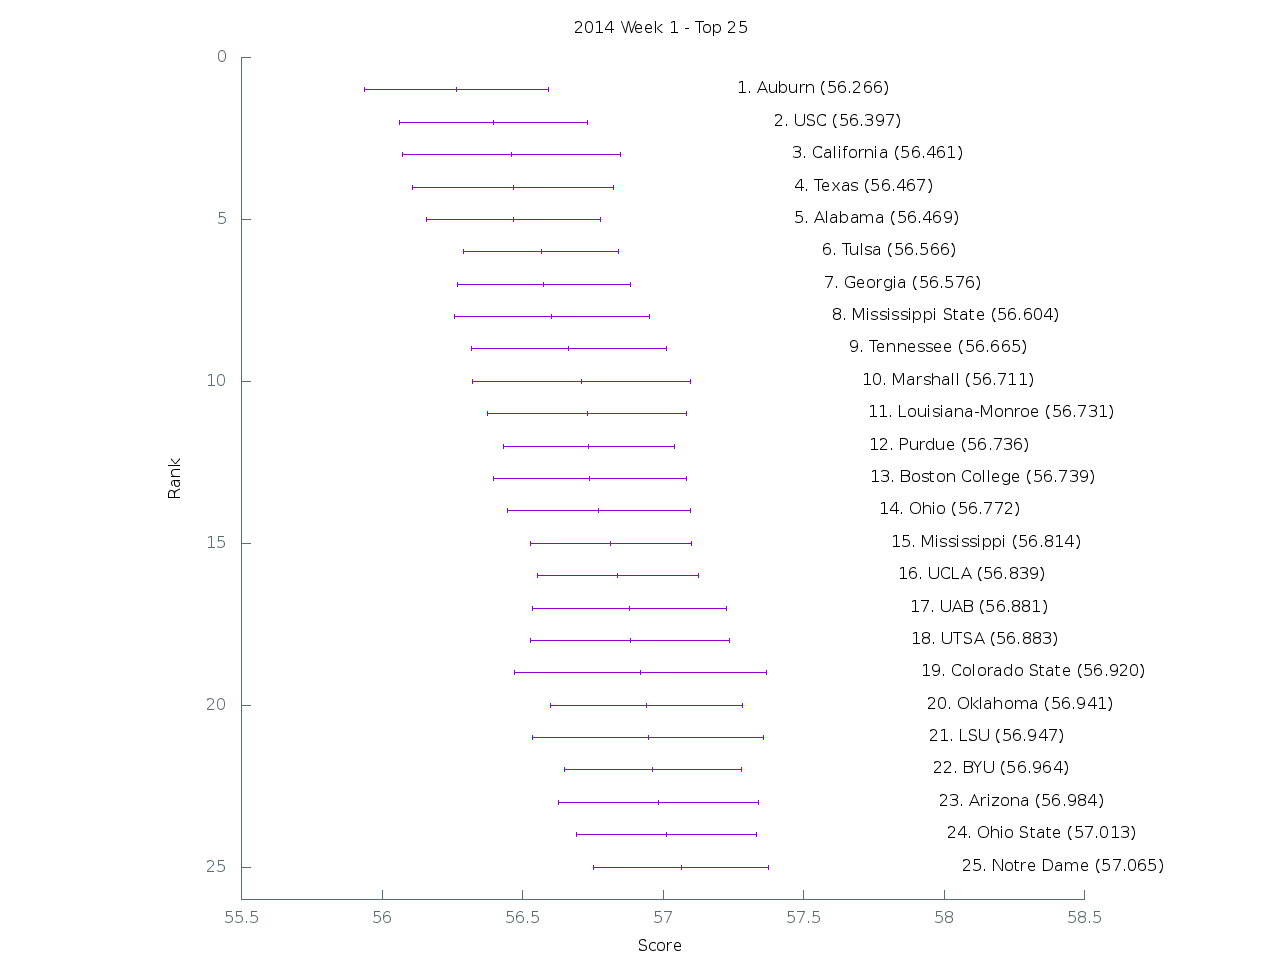 2014 Week 1 - Top 25
0
1. Auburn (56.266)
2. USC (56.397)
3. California (56.461)
4. Texas (56.467)
5
5. Alabama (56.469)
6. Tulsa (56.566)
7. Georgia (56.576)
8. Mississippi State (56.604)
9. Tennessee (56.665)
10
10. Marshall (56.711)
11. Louisiana-Monroe (56.731)
12. Purdue (56.736)
Rank
13. Boston College (56.739)
14. Ohio (56.772)
15
15. Mississippi (56.814)
16. UCLA (56.839)
17. UAB (56.881)
18. UTSA (56.883)
19. Colorado State (56.920)
20
20. Oklahoma (56.941)
21. LSU (56.947)
22. BYU (56.964)
23. Arizona (56.984)
24. Ohio State (57.013)
25
25. Notre Dame (57.065)
55.5 56 56.5 57 57.5 58 58.5
Score